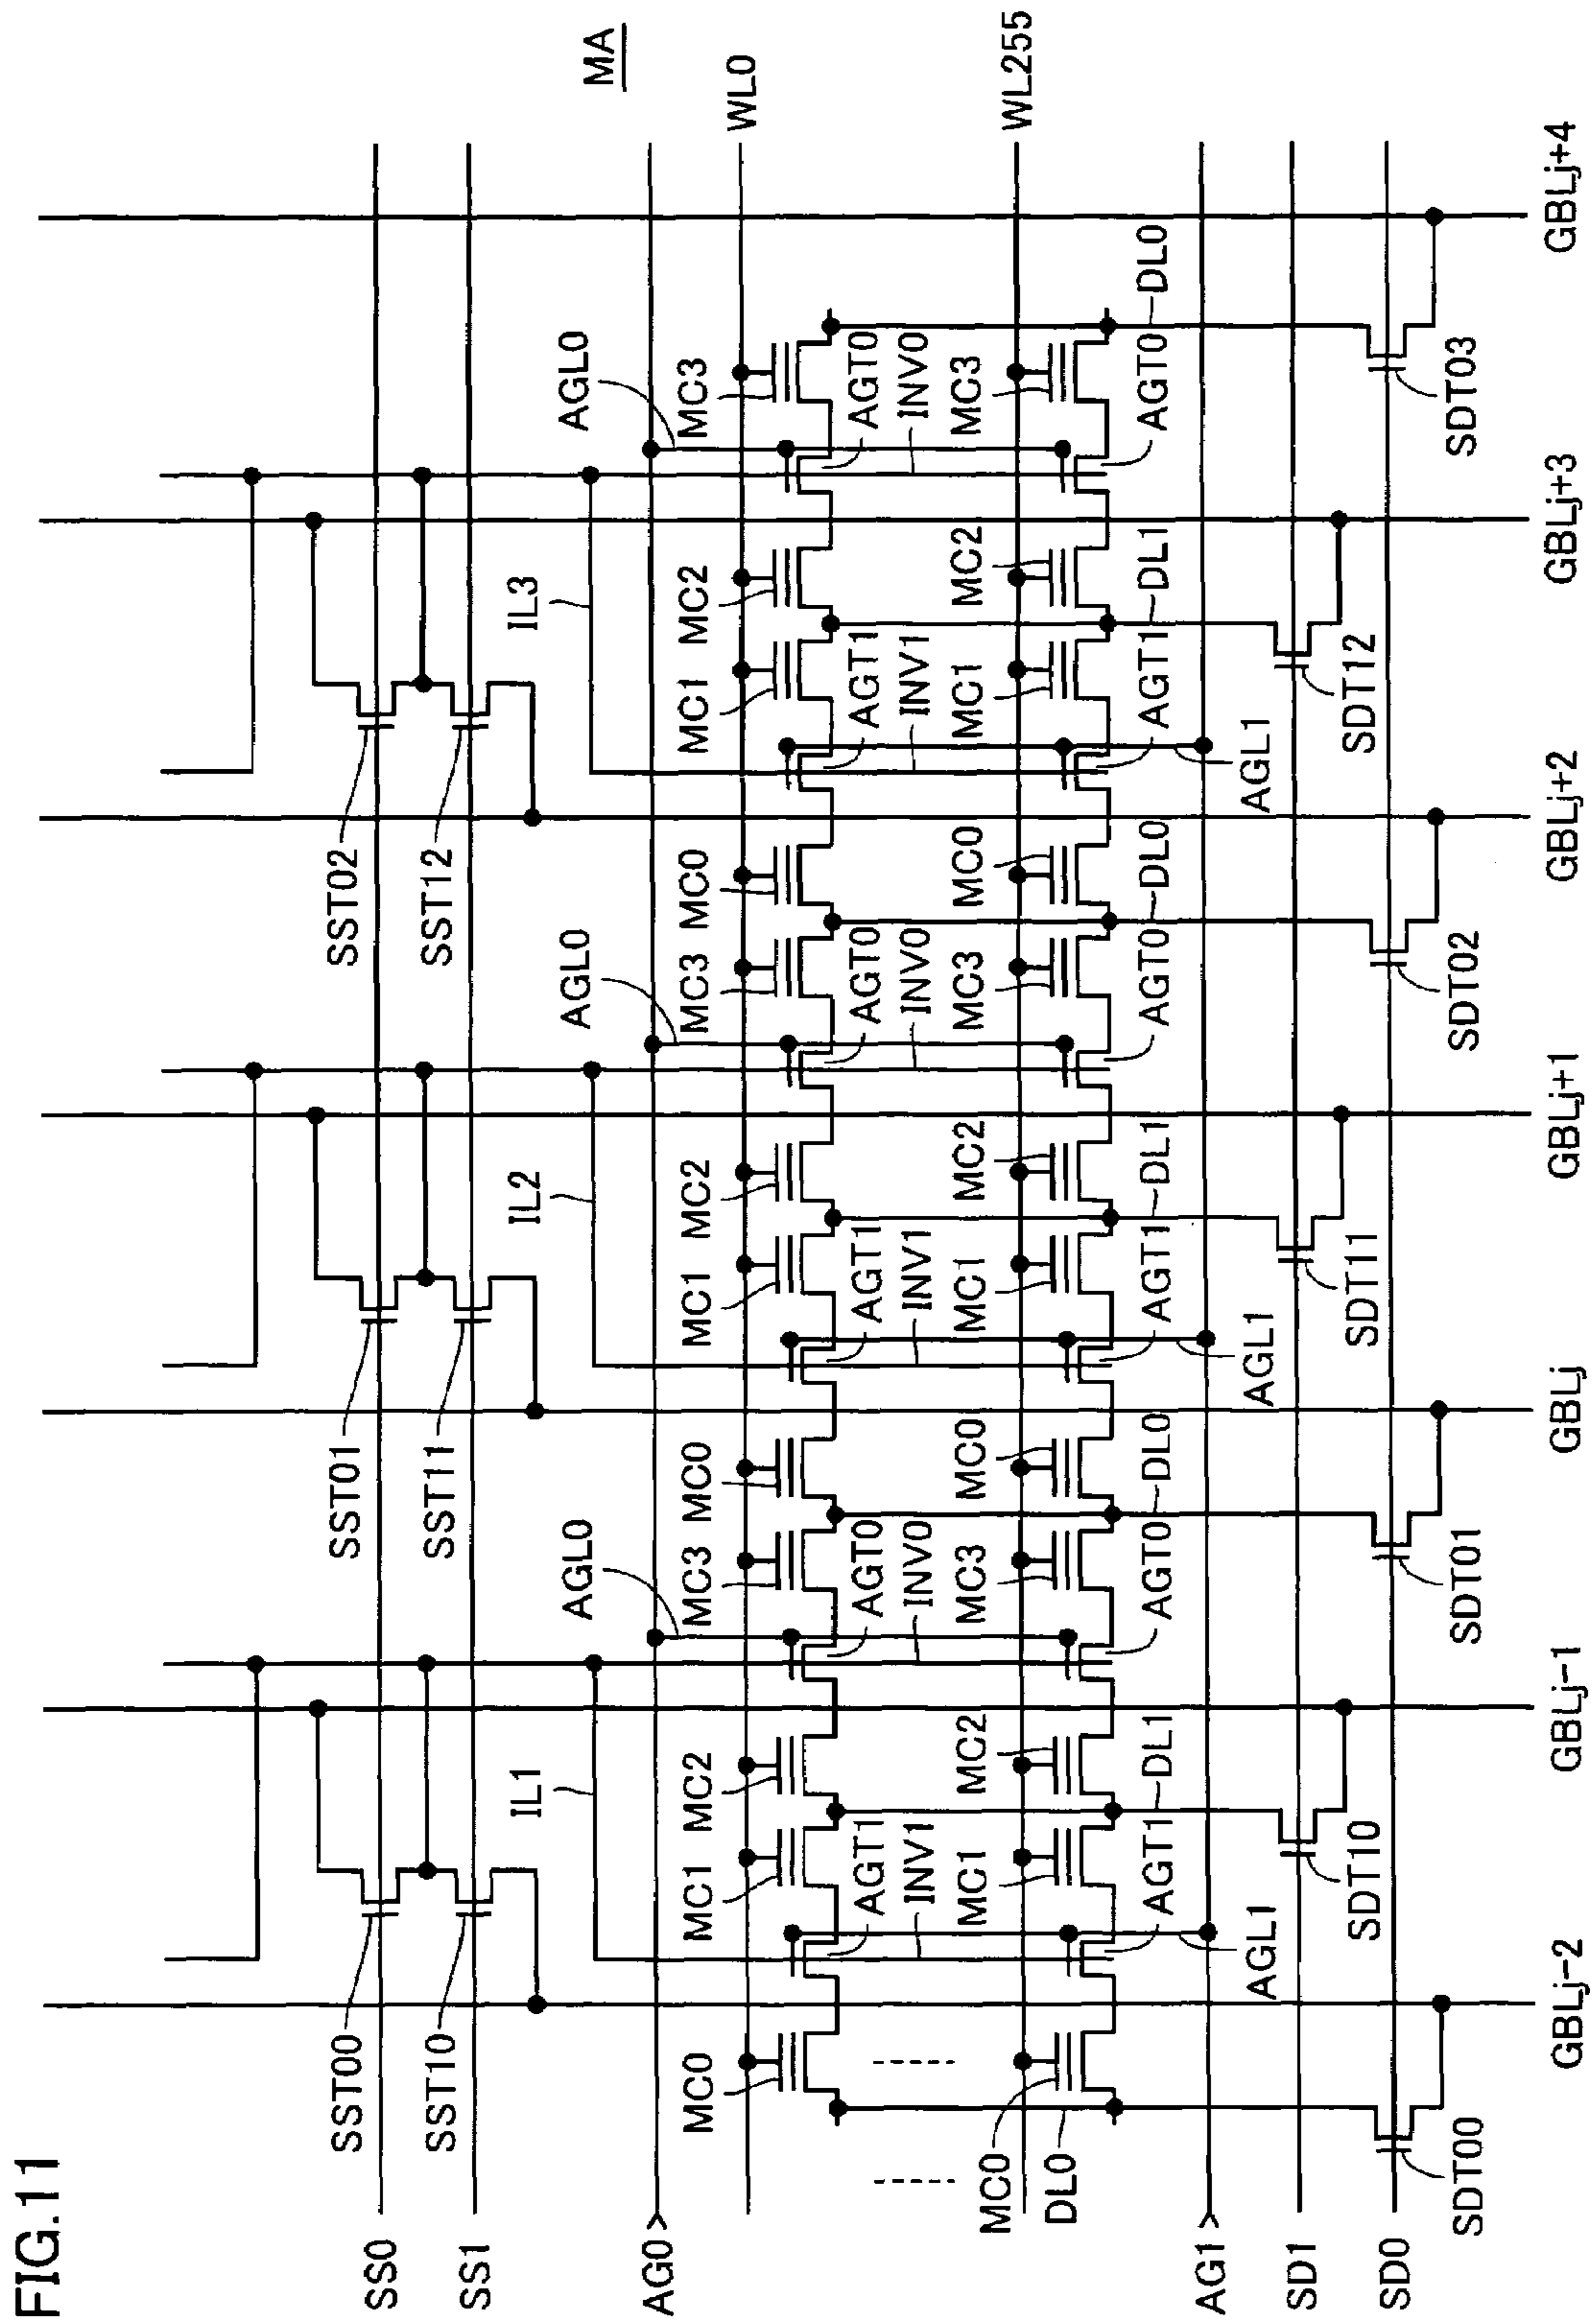 FIG.11
SST00 SST01 SST02
SS0
SST10 SST11 SST12
SS1
IL1 IL2 IL3
AGL0 AGL0 AGL0 MA
AG0 >
MC0 MC1 MC2 MC3 MC0 MC1 MC2 MC3 MC0 MC1 MC2 MC3 WL0
AGT1 AGT0 AGT1 AGT0 AGT1 AGT0
INV1 INV0 INV1 INV0 INV1 INV0
MC0 MC1 MC2 MC3 MC0 MC1 MC2 MC3 MC0 MC1 MC2 MC3 WL255
DL0
AGT1 DL1 AGT0 DL0 AGT1 DL1 AGT0 DL0 AGT1 DL1 AGT0 DL0
AG1 >
AGL1 AGL1 AGL1
SD1
SDT10 SDT11 SDT12
SD0
SDT00 SDT01 SDT02 SDT03
GBLj-2 GBLj-1 GBLj GBLj+1 GBLj+2 GBLj+3 GBLj+4